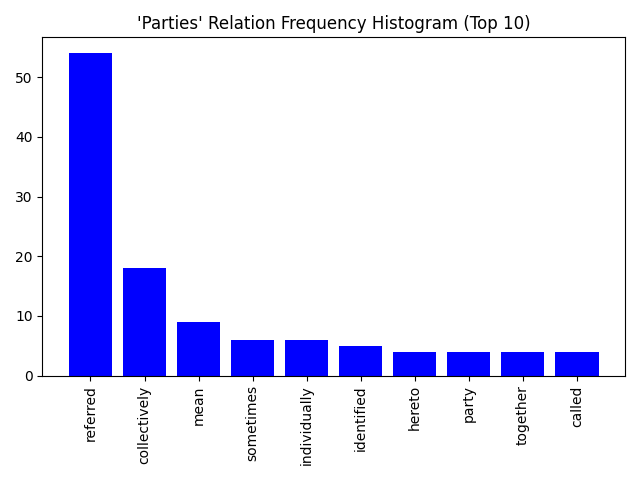 'Parties' Relation Frequency Histogram (Top 10)
50
40
30
20
10
0
referred
collectively
mean
sometimes
individually
identified
hereto
party
together
called